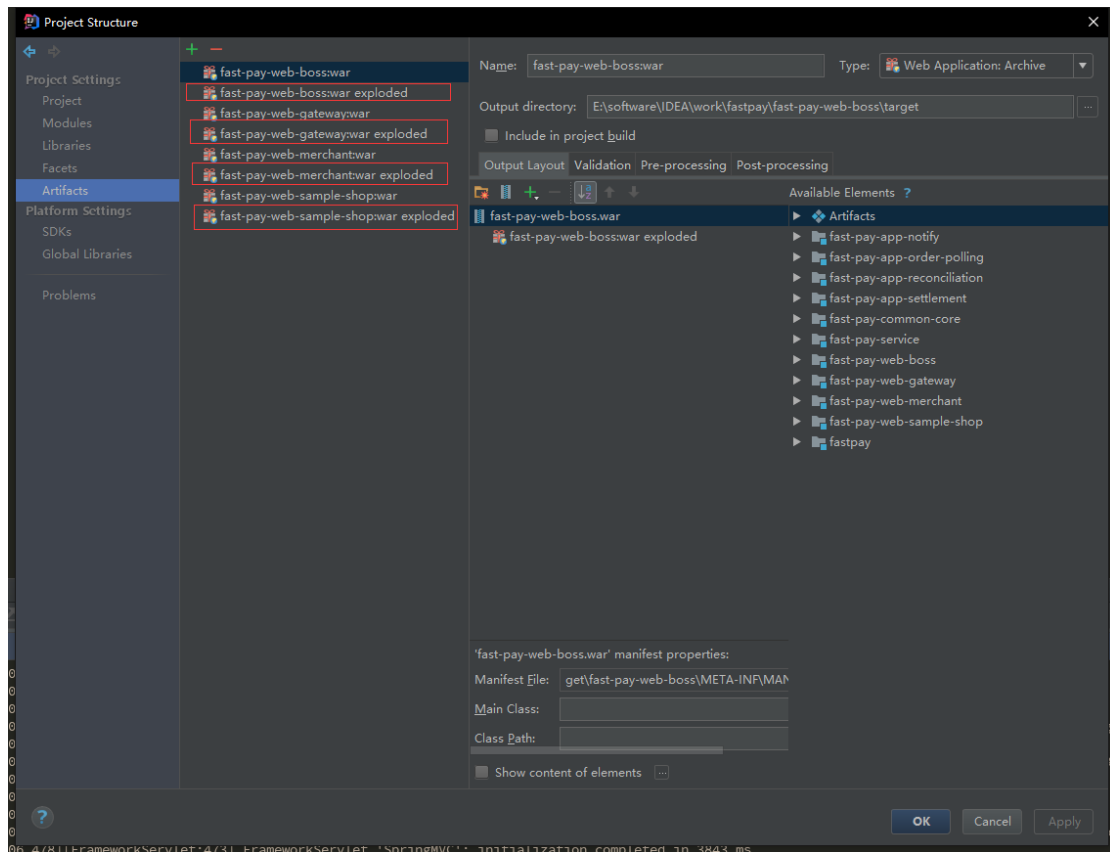 Project Structure
Project Settings
Project
Modules
Libraries
Facets
Artifacts
Platform Settings
SDKs
Global Libraries
Problems
fast-pay-web-boss:war
fast-pay-web-boss:war exploded
fast-pay-web-gateway:war
fast-pay-web-gateway:war exploded
fast-pay-web-merchant:war
fast-pay-web-merchant:war exploded
fast-pay-web-sample-shop:war
fast-pay-web-sample-shop:war exploded
Name: fast-pay-web-boss:war Type: Web Application: Archive
Output directory: E:\software\IDEA\work\fastpay\fast-pay-web-boss\target
Include in project build
Output Layout Validation Pre-processing Post-processing
fast-pay-web-boss.war
fast-pay-web-boss:war exploded
Available Elements ?
Artifacts
fast-pay-app-notify
fast-pay-app-order-polling
fast-pay-app-reconciliation
fast-pay-app-settlement
fast-pay-common-core
fast-pay-service
fast-pay-web-boss
fast-pay-web-gateway
fast-pay-web-merchant
fast-pay-web-sample-shop
fastpay
'fast-pay-web-boss.war' manifest properties:
Manifest File: get\fast-pay-web-boss\META-INF\MAN
Main Class:
Class Path:
Show content of elements ...
? OK Cancel Apply
FrameworkServlet 'SpringMVC': initialization completed in 3843 ms